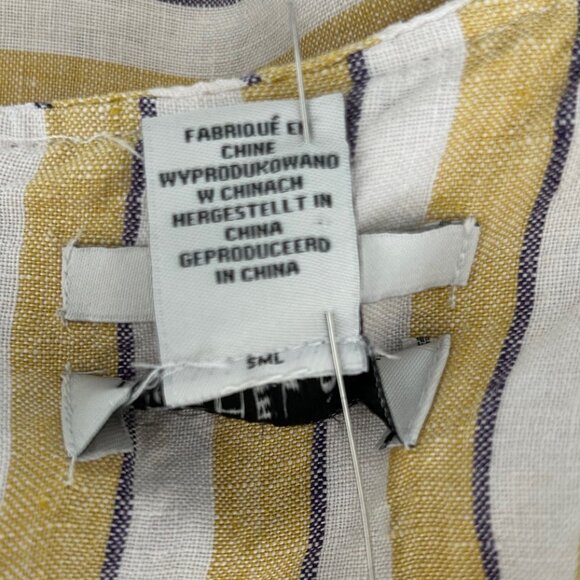 FABRIQUÉ EN
CHINE
WYPRODUKOWANO
W CHINACH
HERGESTELLT IN
CHINA
GEPRODUCEERD
IN CHINA
SML